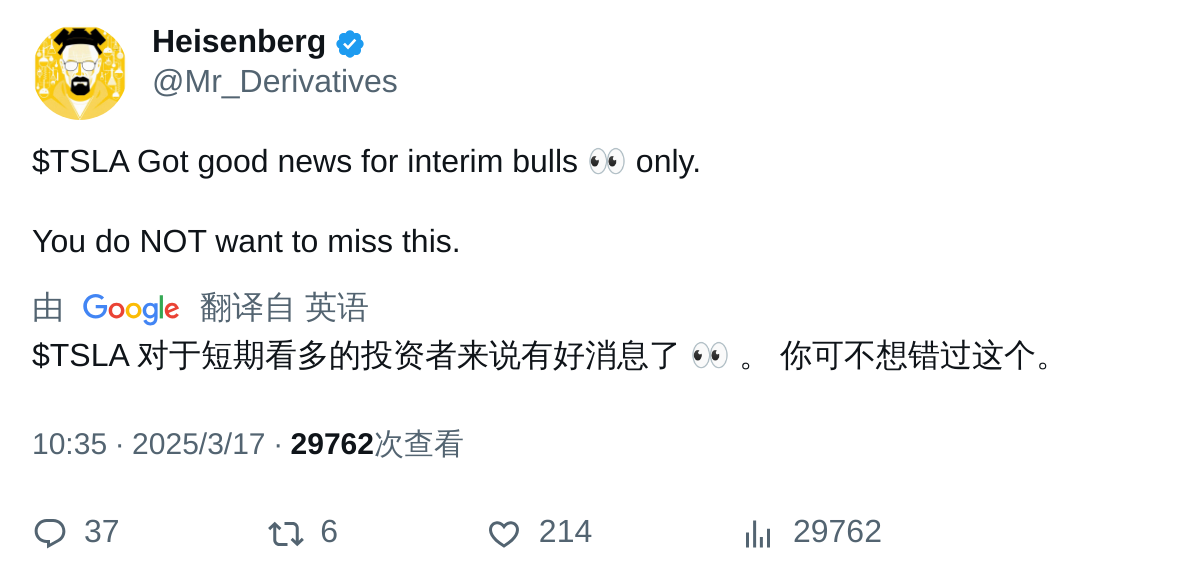 Heisenberg
@Mr_Derivatives
$TSLA Got good news for interim bulls 👀 only.
You do NOT want to miss this.
由 Google 翻译自 英语
$TSLA 对于短期看多的投资者来说有好消息了 👀 。 你可不想错过这个。
10:35 · 2025/3/17 · 29762次查看
37 6 214 29762